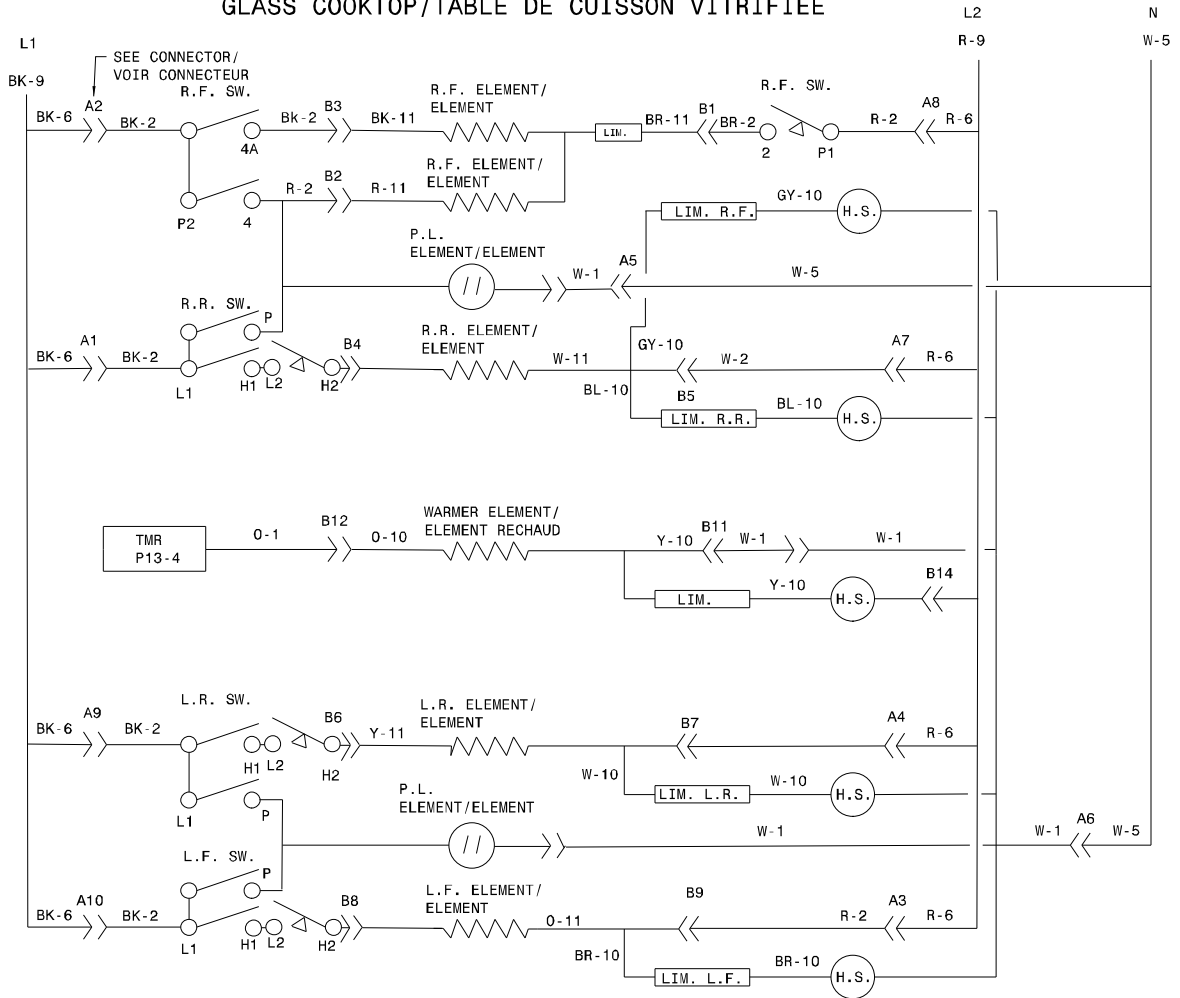 GLASS COOKTOP/TABLE DE CUISSON VITRIFIEE
L1
L2
N
R-9
W-5
BK-9
SEE CONNECTOR/
VOIR CONNECTEUR
BK-6
A2
BK-2
R.F. SW.
4A
Bk-2
B3
BK-11
R.F. ELEMENT/
ELEMENT
LIM.
BR-11
B1
BR-2
R.F. SW.
2
P1
R-2
A8
R-6
P2
4
R-2
B2
R-11
R.F. ELEMENT/
ELEMENT
LIM. R.F.
GY-10
H.S.
P.L.
ELEMENT/ELEMENT
W-1
A5
W-5
R.R. SW.
P
BK-6
A1
BK-2
L1
H1
L2
H2
B4
R.R. ELEMENT/
ELEMENT
W-11
GY-10
BL-10
B5
W-2
A7
R-6
LIM. R.R.
BL-10
H.S.
TMR
P13-4
O-1
B12
O-10
WARMER ELEMENT/
ELEMENT RECHAUD
Y-10
B11
W-1
W-1
LIM.
Y-10
H.S.
B14
BK-6
A9
BK-2
L.R. SW.
H1
L2
H2
B6
Y-11
L.R. ELEMENT/
ELEMENT
B7
A4
R-6
W-10
LIM. L.R.
W-10
H.S.
L1
P
P.L.
ELEMENT/ELEMENT
W-1
W-1
A6
W-5
L.F. SW.
P
BK-6
A10
BK-2
L1
H1
L2
H2
B8
L.F. ELEMENT/
ELEMENT
O-11
B9
R-2
A3
R-6
BR-10
LIM. L.F.
BR-10
H.S.